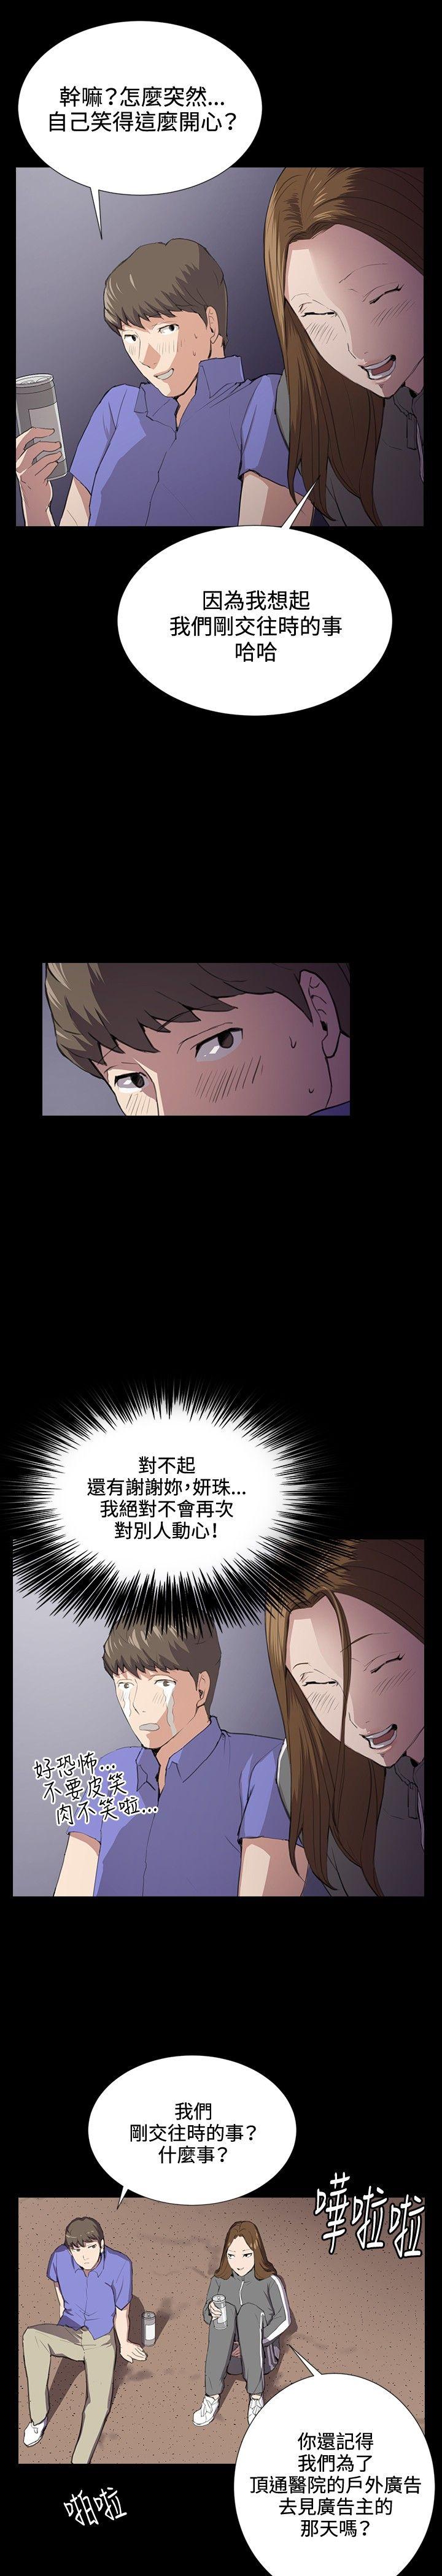 幹嘛？怎麼突然...
自己笑得這麼開心？
因為我想起
我們剛交往時的事
哈哈
對不起
還有謝謝妳，妍珠...
我絕對不會再次
對別人動心！
好恐怖...
不要皮笑
肉不笑啦...
我們
剛交往時的事？
什麼事？
嘩啦啦
你還記得
我們為了
頂通醫院的戶外廣告
去見廣告主的
那天嗎？
啪啦